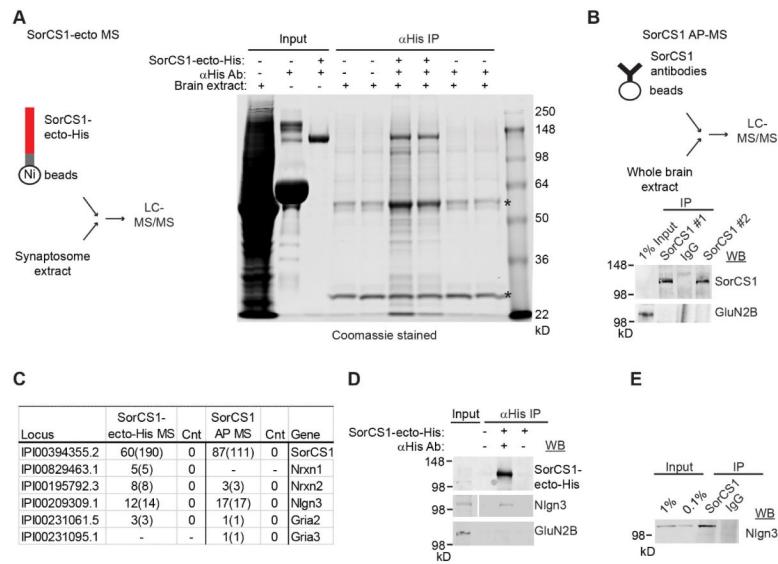 A
SorCS1-ecto MS
SorCS1-
ecto-His
Ni
beads
LC-
MS/MS
Synaptosome
extract
Input
αHis IP
SorCS1-ecto-His: - - + - - + + - -
αHis Ab: - + + - - + + - -
Brain extract: + - - + + + + + +
250
148
98
64
50
36
22
kD
*
*
Coomassie stained
B
SorCS1 AP-MS
SorCS1
antibodies
beads
LC-
MS/MS
Whole brain
extract
IP
1% Input
SorCS1 #1
IgG
SorCS1 #2
WB
148
98
SorCS1
98
GluN2B
kD
C
Locus SorCS1-ecto-His MS Cnt SorCS1 AP MS Cnt Gene
IPI00394355.2 60(190) 0 87(111) 0 SorCS1
IPI00829463.1 5(5) 0 - - Nrxn1
IPI00195792.3 8(8) 0 3(3) 0 Nrxn2
IPI00209309.1 12(14) 0 17(17) 0 Nlgn3
IPI00231061.5 3(3) 0 1(1) 0 Gria2
IPI00231095.1 - - 1(1) 0 Gria3
D
Input
αHis IP
SorCS1-ecto-His: - + +
αHis Ab: - + -
WB
148
98
SorCS1-
ecto-His
Nlgn3
98
GluN2B
kD
E
Input
IP
1%
0.1%
SorCS1
IgG
WB
98
Nlgn3
kD